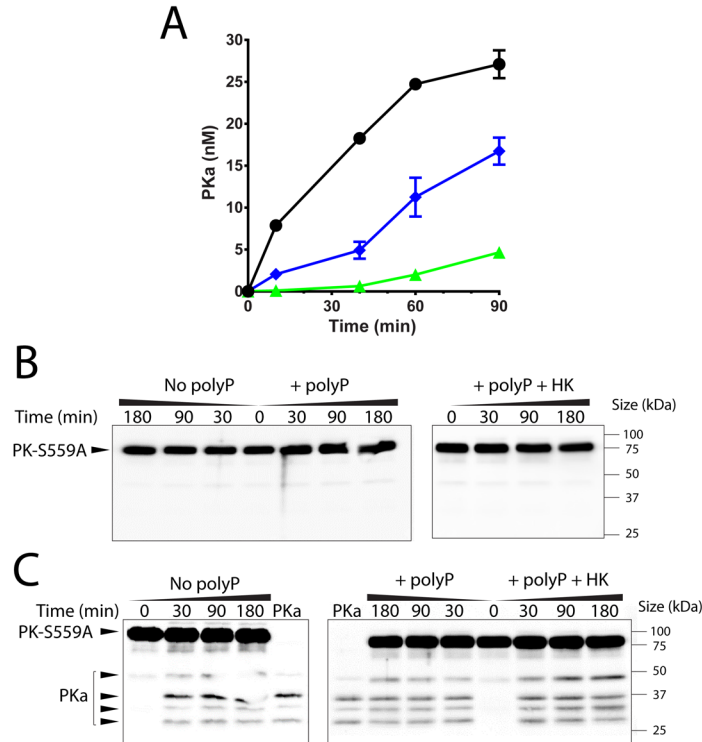 A
30
25
20
15
10
5
0
PKa (nM)
0 30 60 90
Time (min)
B
No polyP + polyP + polyP + HK
Time (min) 180 90 30 0 30 90 180 0 30 90 180 Size (kDa)
PK-S559A
100
75
50
37
25
C
No polyP + polyP + polyP + HK
Time (min) 0 30 90 180 PKa PKa 180 90 30 0 30 90 180 Size (kDa)
PK-S559A
PKa
100
75
50
37
25